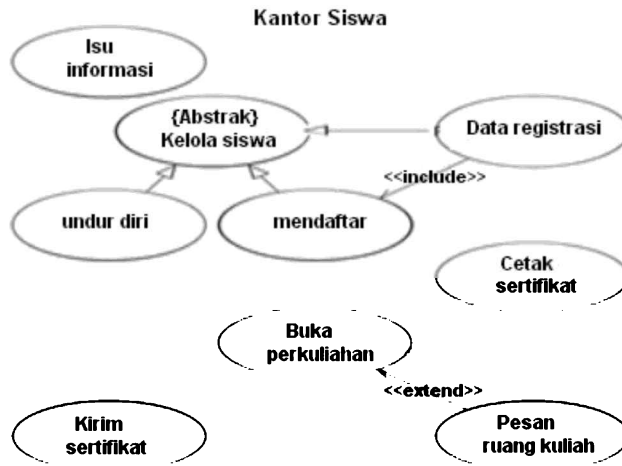 Kantor Siswa
Isu
informasi
{Abstrak}
Kelola siswa
Data registrasi
<<include>>
undur diri
mendaftar
Cetak
sertifikat
Buka
perkuliahan
<<extend>>
Kirim
sertifikat
Pesan
ruang kuliah